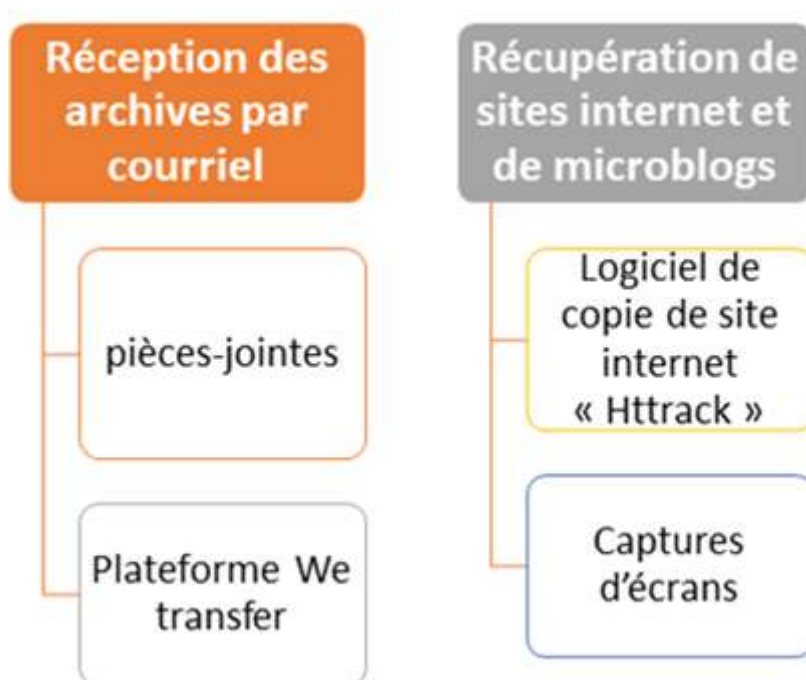 Réception des
archives par
courriel
pièces-jointes
Plateforme We
transfer
Récupération de
sites internet et
de microblogs
Logiciel de
copie de site
internet
« Httrack »
Captures
d’écrans